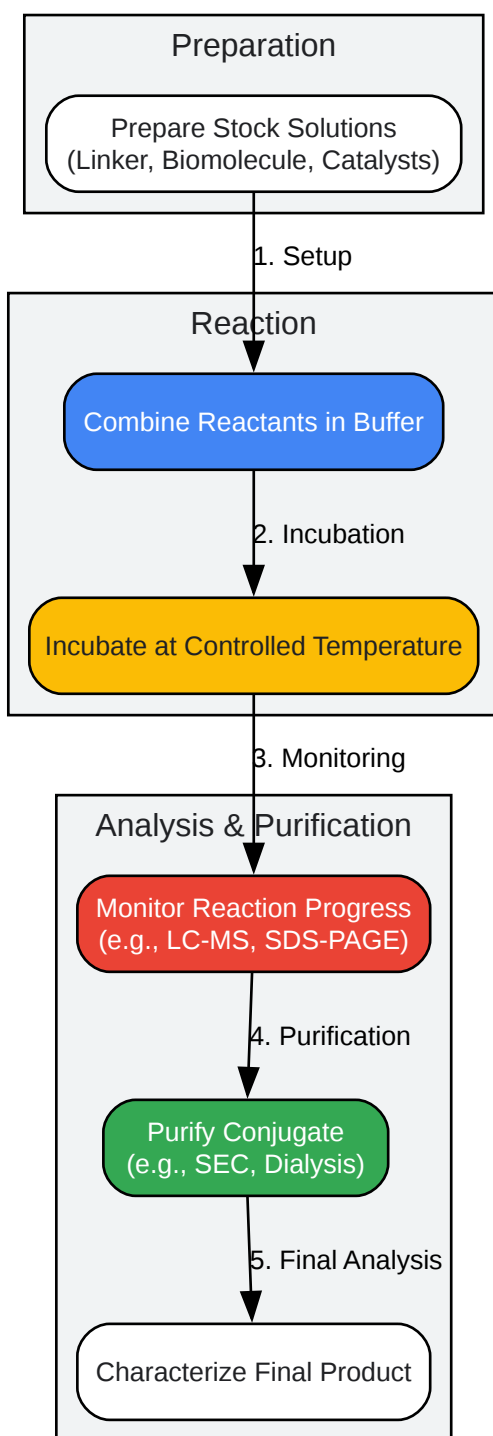 Preparation
Prepare Stock Solutions
(Linker, Biomolecule, Catalysts)
1. Setup
Reaction
Combine Reactants in Buffer
2. Incubation
Incubate at Controlled Temperature
3. Monitoring
Analysis & Purification
Monitor Reaction Progress
(e.g., LC-MS, SDS-PAGE)
4. Purification
Purify Conjugate
(e.g., SEC, Dialysis)
5. Final Analysis
Characterize Final Product